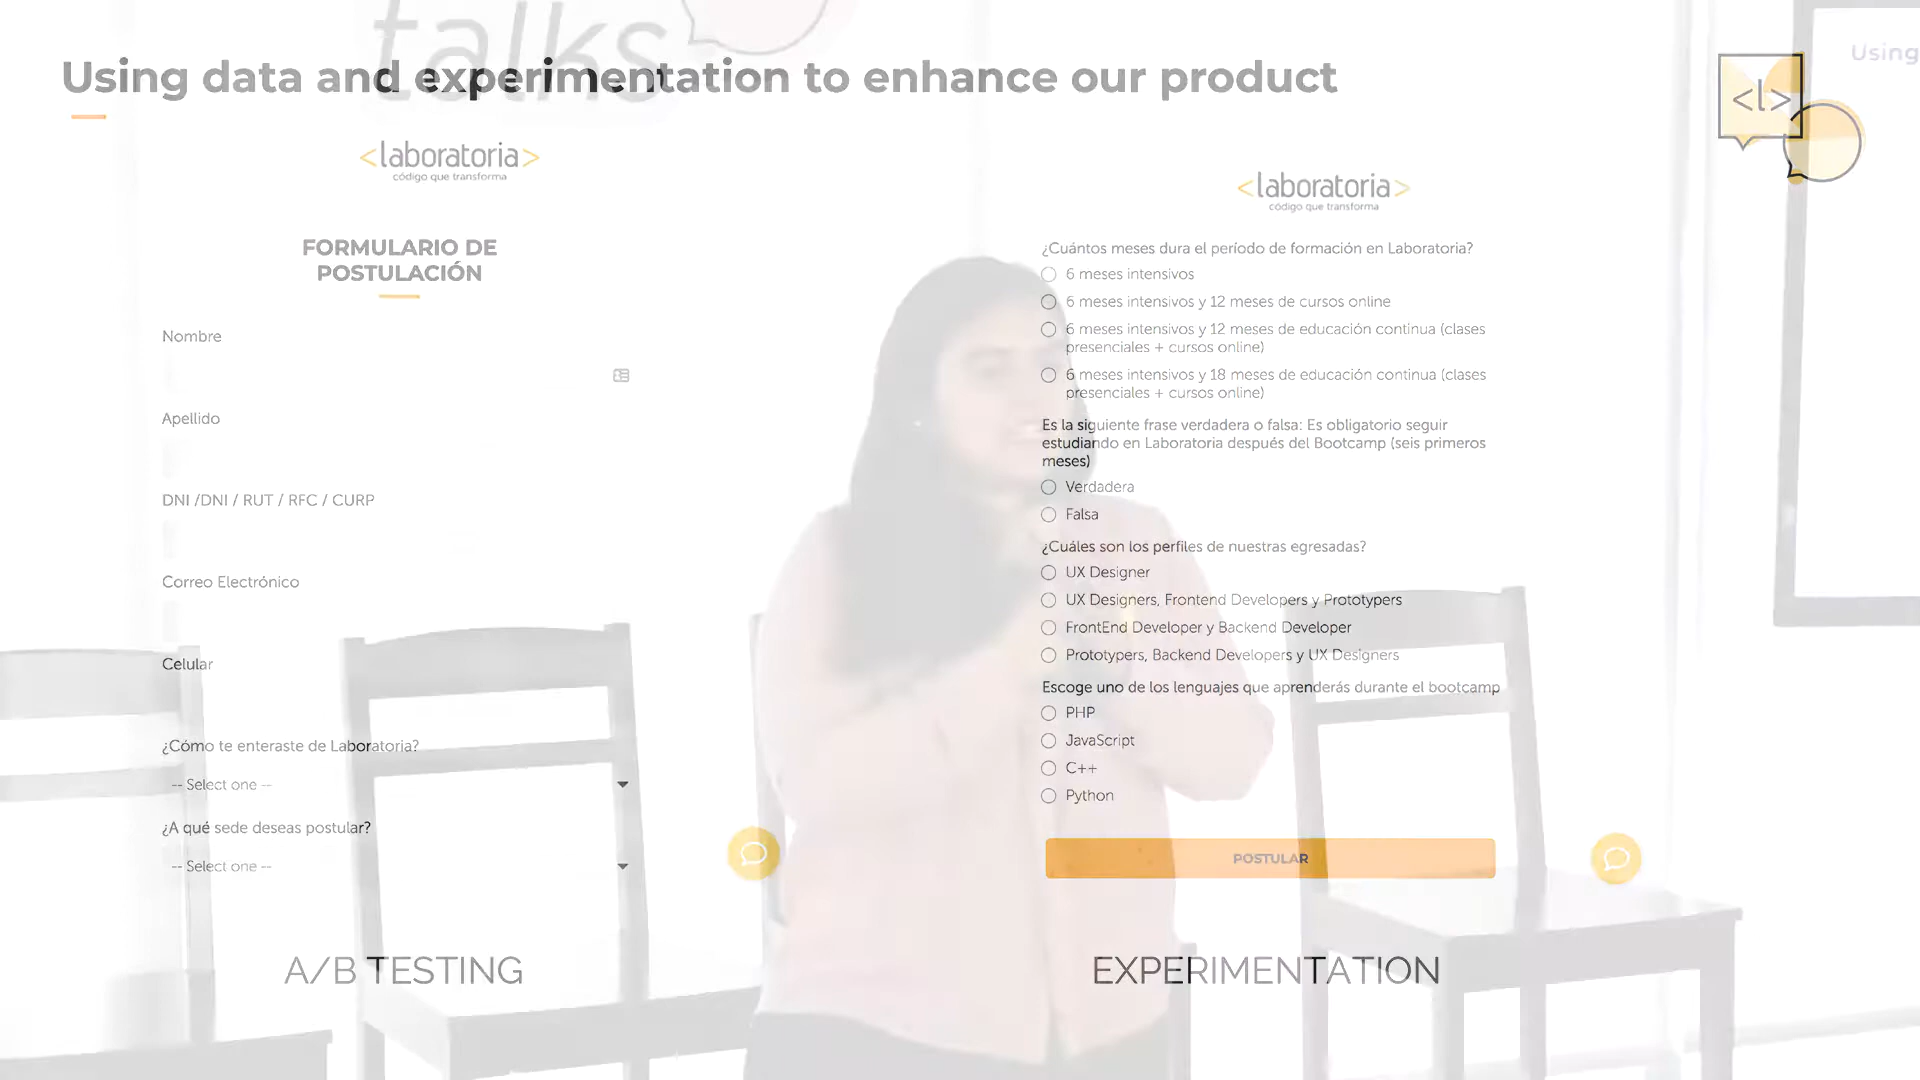 talks
Using data and experimentation to enhance our product
Using
<l>
<laboratoria>
código que transforma
FORMULARIO DE
POSTULACIÓN
Nombre
Apellido
DNI /DNI / RUT / RFC / CURP
Correo Electrónico
Celular
¿Cómo te enteraste de Laboratoria?
-- Select one --
¿A qué sede deseas postular?
-- Select one --
A/B TESTING
<laboratoria>
código que transforma
¿Cuántos meses dura el período de formación en Laboratoria?
6 meses intensivos
6 meses intensivos y 12 meses de cursos online
6 meses intensivos y 12 meses de educación continua (clases
presenciales + cursos online)
6 meses intensivos y 18 meses de educación continua (clases
presenciales + cursos online)
Es la siguiente frase verdadera o falsa: Es obligatorio seguir
estudiando en Laboratoria después del Bootcamp (seis primeros
meses)
Verdadera
Falsa
¿Cuáles son los perfiles de nuestras egresadas?
UX Designer
UX Designers, Frontend Developers y Prototypers
FrontEnd Developer y Backend Developer
Prototypers, Backend Developers y UX Designers
Escoge uno de los lenguajes que aprenderás durante el bootcamp
PHP
JavaScript
C++
Python
POSTULAR
EXPERIMENTATION